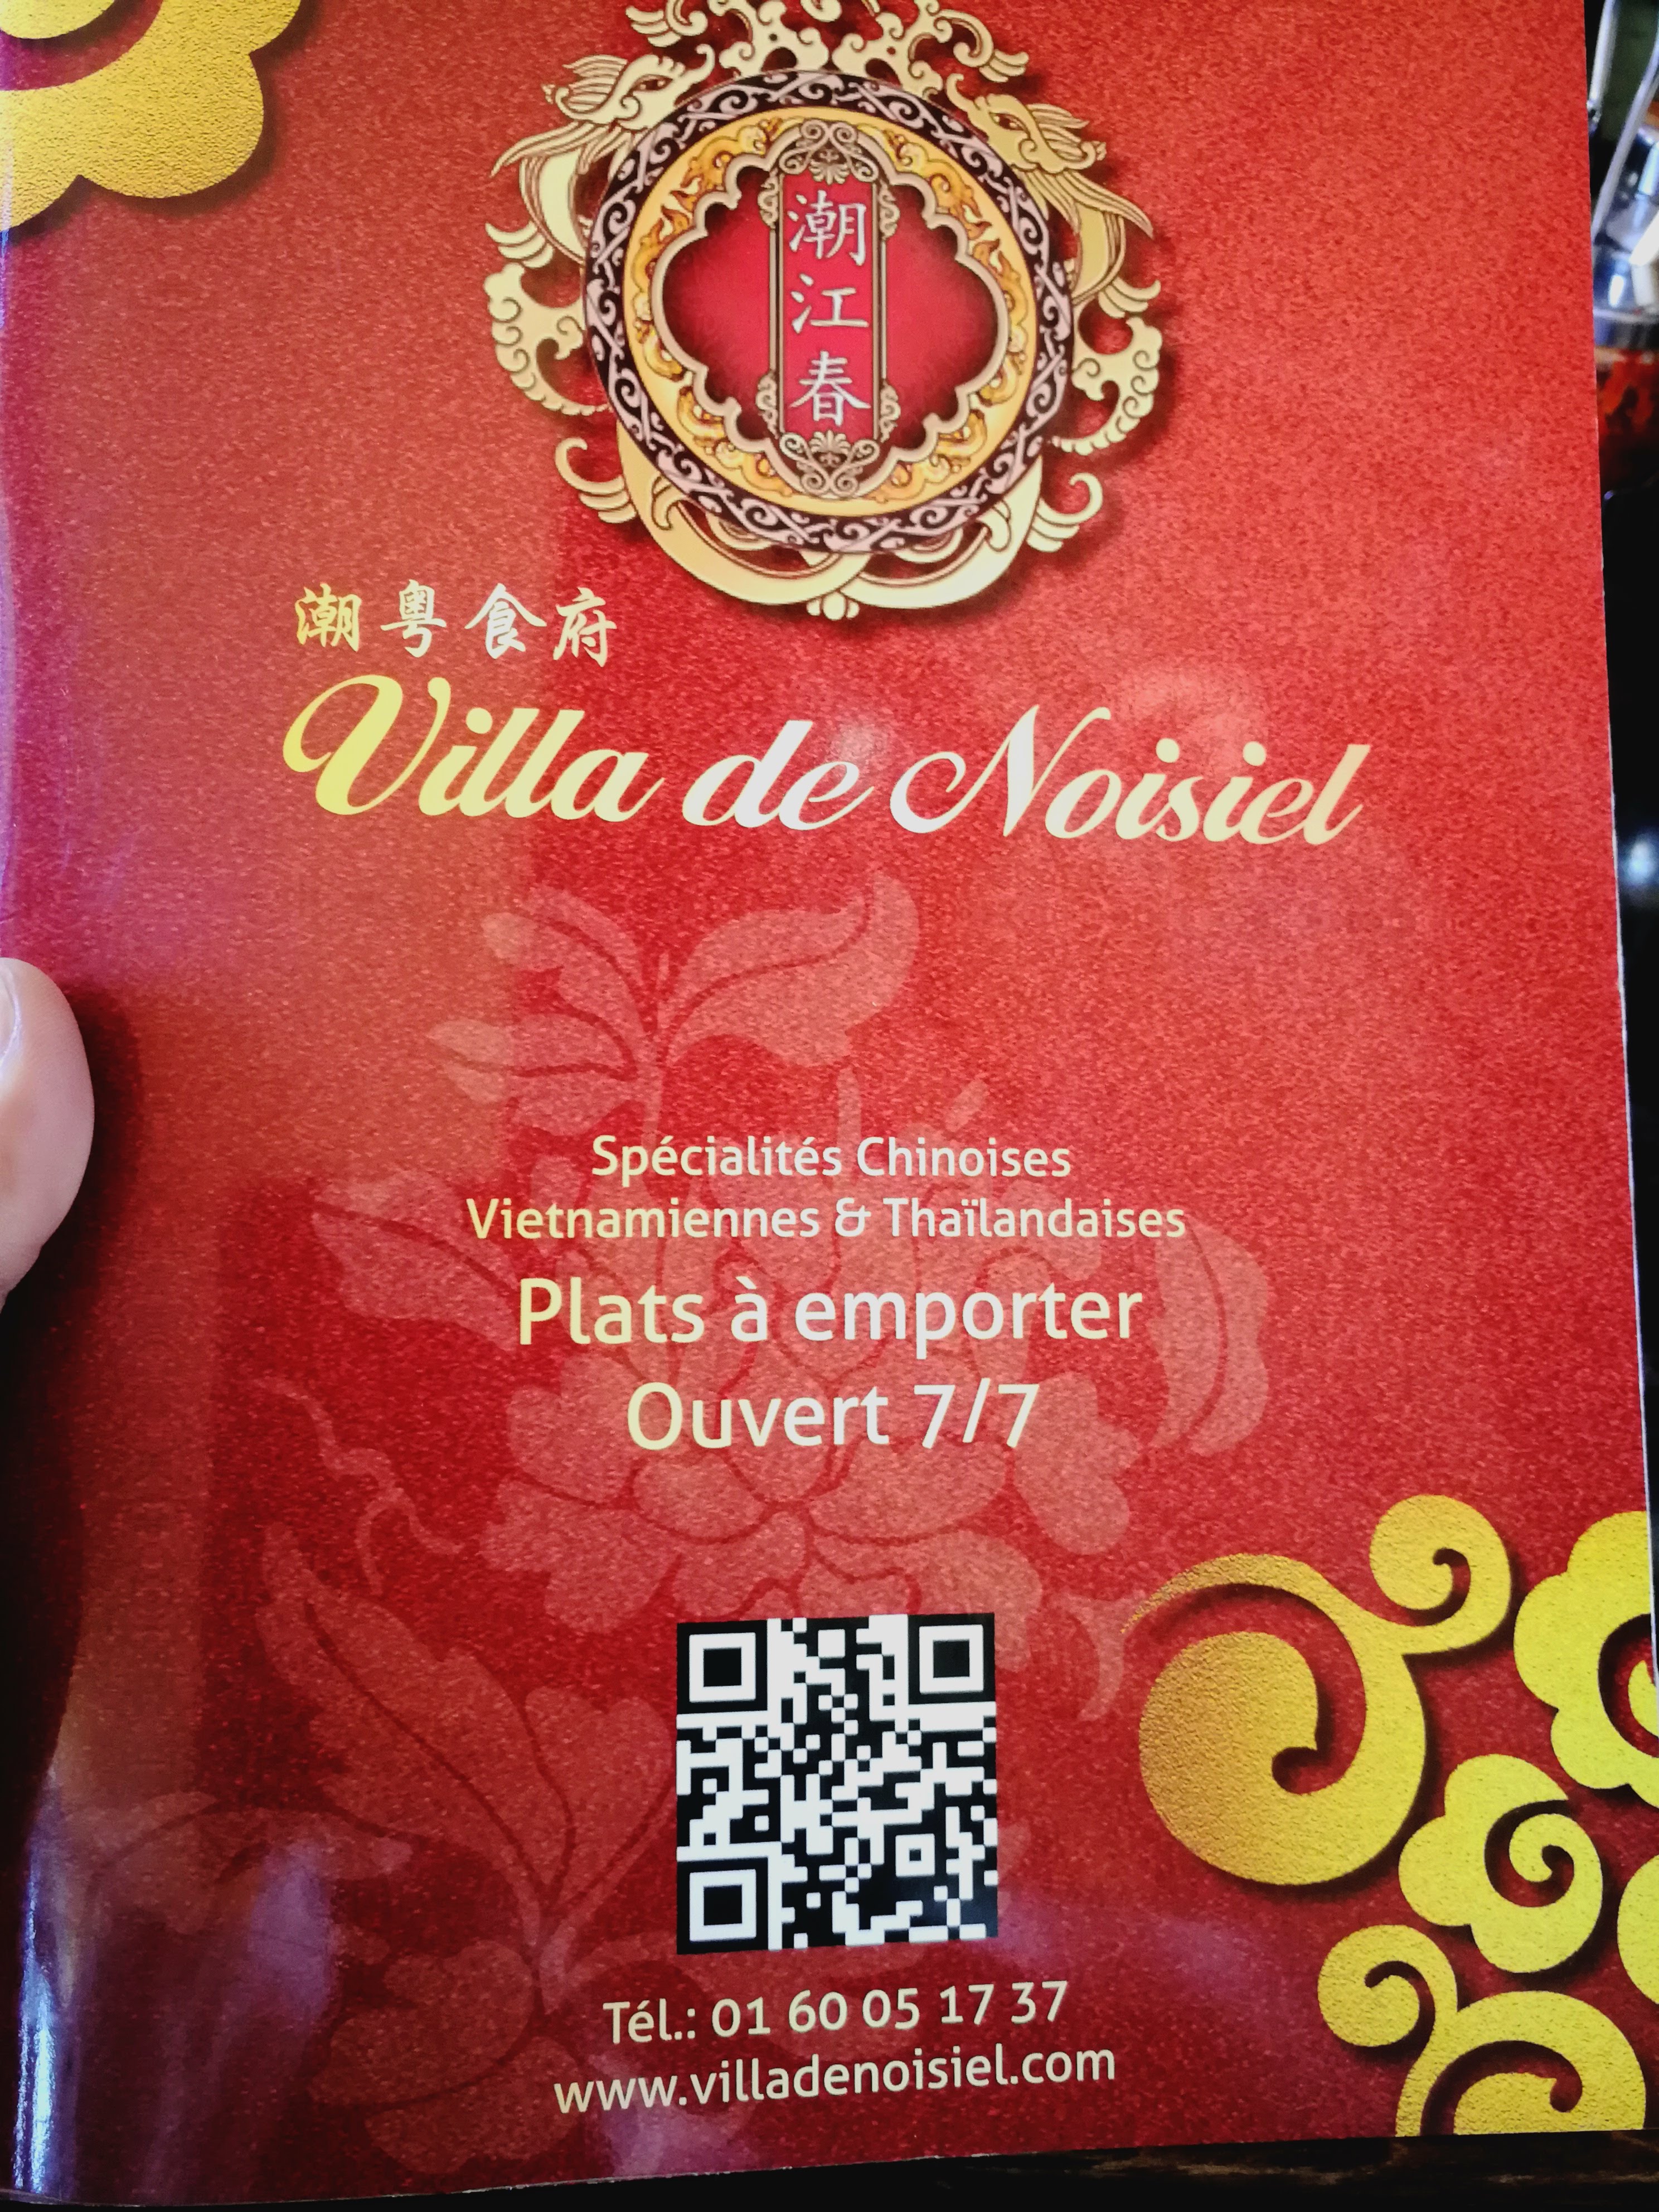 潮江春
潮粤食府
Villa de Noisiel
Spécialités Chinoises
Vietnamiennes & Thaïlandaises
Plats à emporter
Ouvert 7/7
Tél.: 01 60 05 17 37
www.villadenoisiel.com